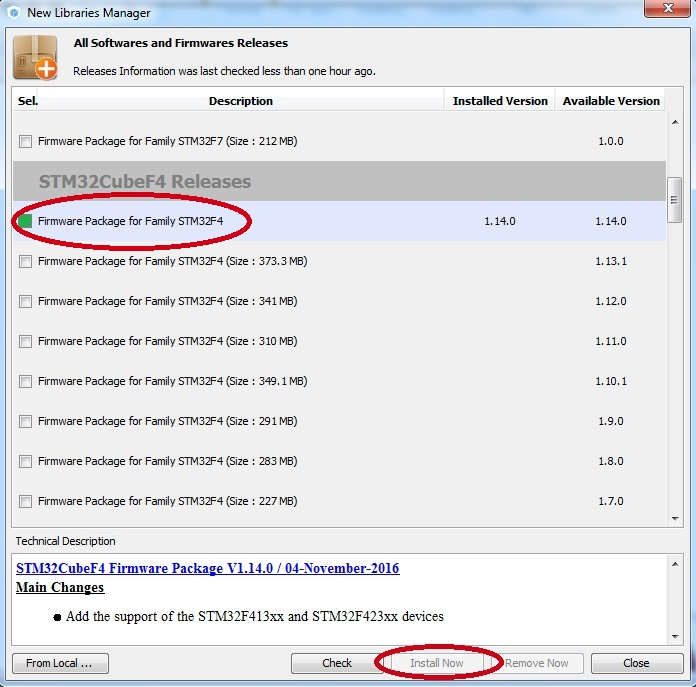 New Libraries Manager
All Softwares and Firmwares Releases
Releases Information was last checked less than one hour ago.
Sel. Description Installed Version Available Version
Firmware Package for Family STM32F7 (Size : 212 MB) 1.0.0
STM32CubeF4 Releases
Firmware Package for Family STM32F4 1.14.0 1.14.0
Firmware Package for Family STM32F4 (Size : 373.3 MB) 1.13.1
Firmware Package for Family STM32F4 (Size : 341 MB) 1.12.0
Firmware Package for Family STM32F4 (Size : 310 MB) 1.11.0
Firmware Package for Family STM32F4 (Size : 349.1 MB) 1.10.1
Firmware Package for Family STM32F4 (Size : 291 MB) 1.9.0
Firmware Package for Family STM32F4 (Size : 283 MB) 1.8.0
Firmware Package for Family STM32F4 (Size : 227 MB) 1.7.0
Technical Description
STM32CubeF4 Firmware Package V1.14.0 / 04-November-2016
Main Changes
● Add the support of the STM32F413xx and STM32F423xx devices
From Local ... Check Install Now Remove Now Close